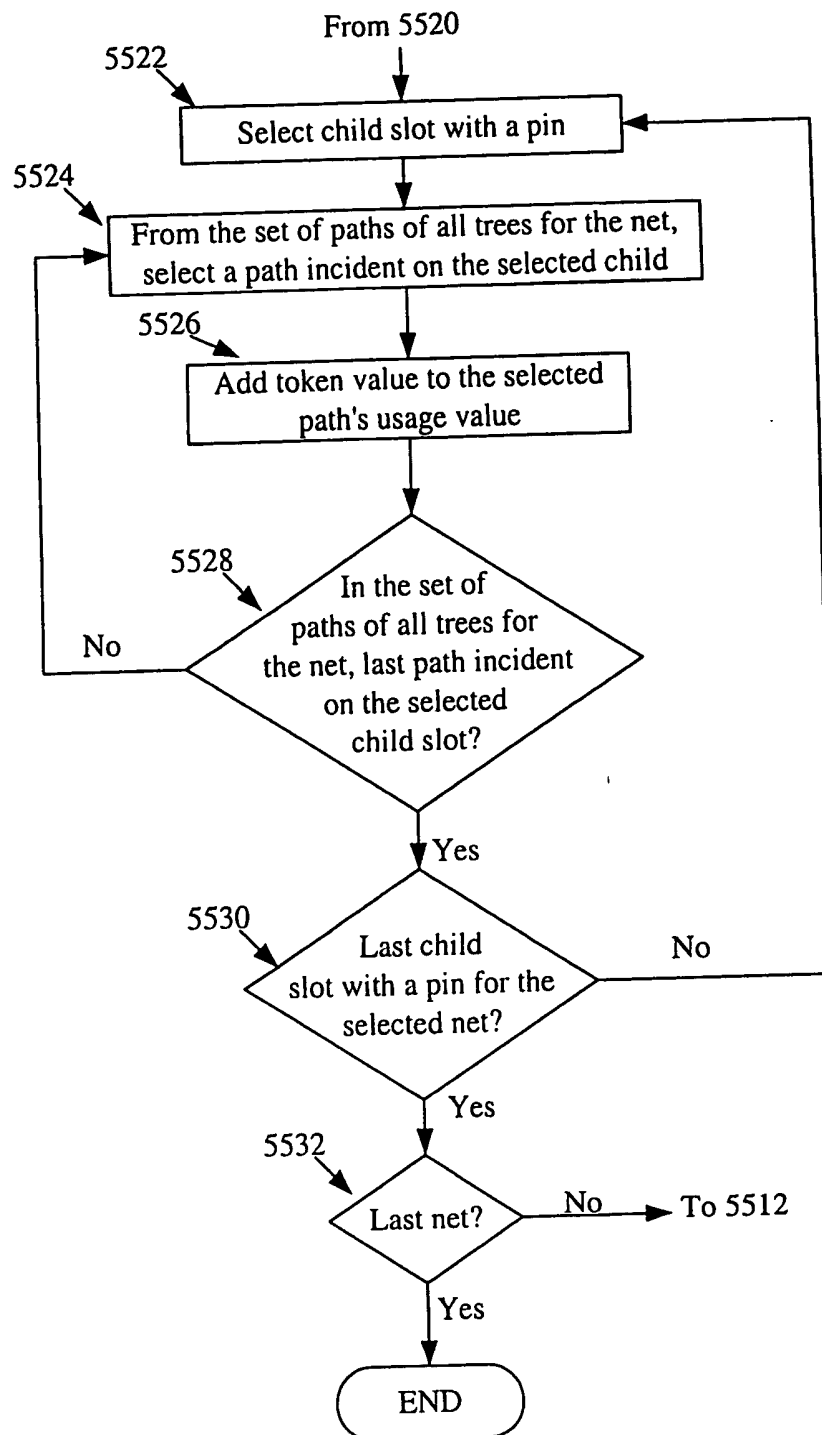 From 5520
5522
Select child slot with a pin
5524
From the set of paths of all trees for the net,
select a path incident on the selected child
5526
Add token value to the selected
path's usage value
5528
In the set of
paths of all trees for
the net, last path incident
on the selected
child slot?
No
Yes
5530
Last child
slot with a pin for the
selected net?
No
Yes
5532
Last net?
No
To 5512
Yes
END